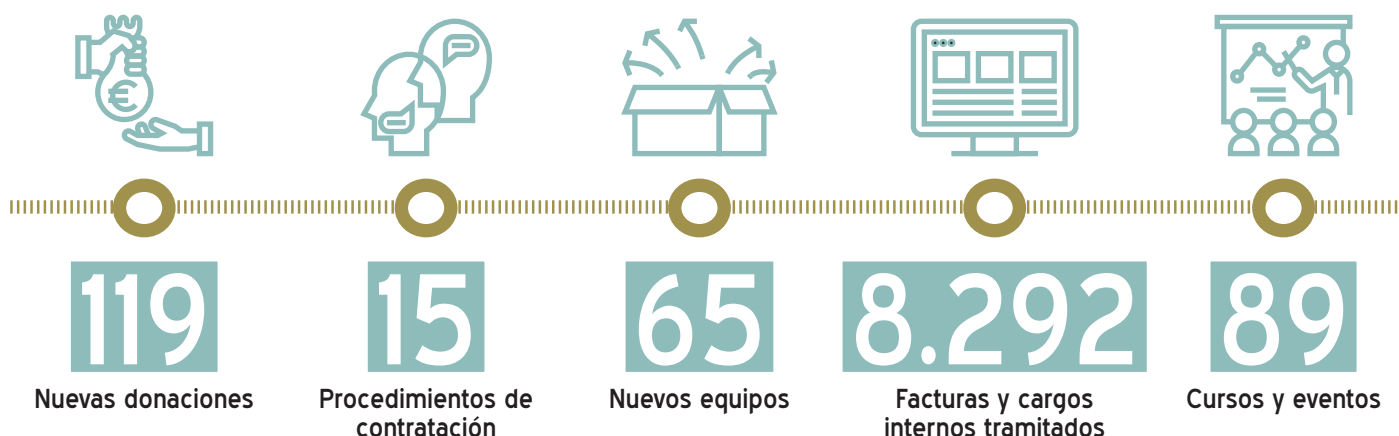 €
119
15
65
8.292
89
Nuevas donaciones
Procedimientos de
contratación
Nuevos equipos
Facturas y cargos
internos tramitados
Cursos y eventos